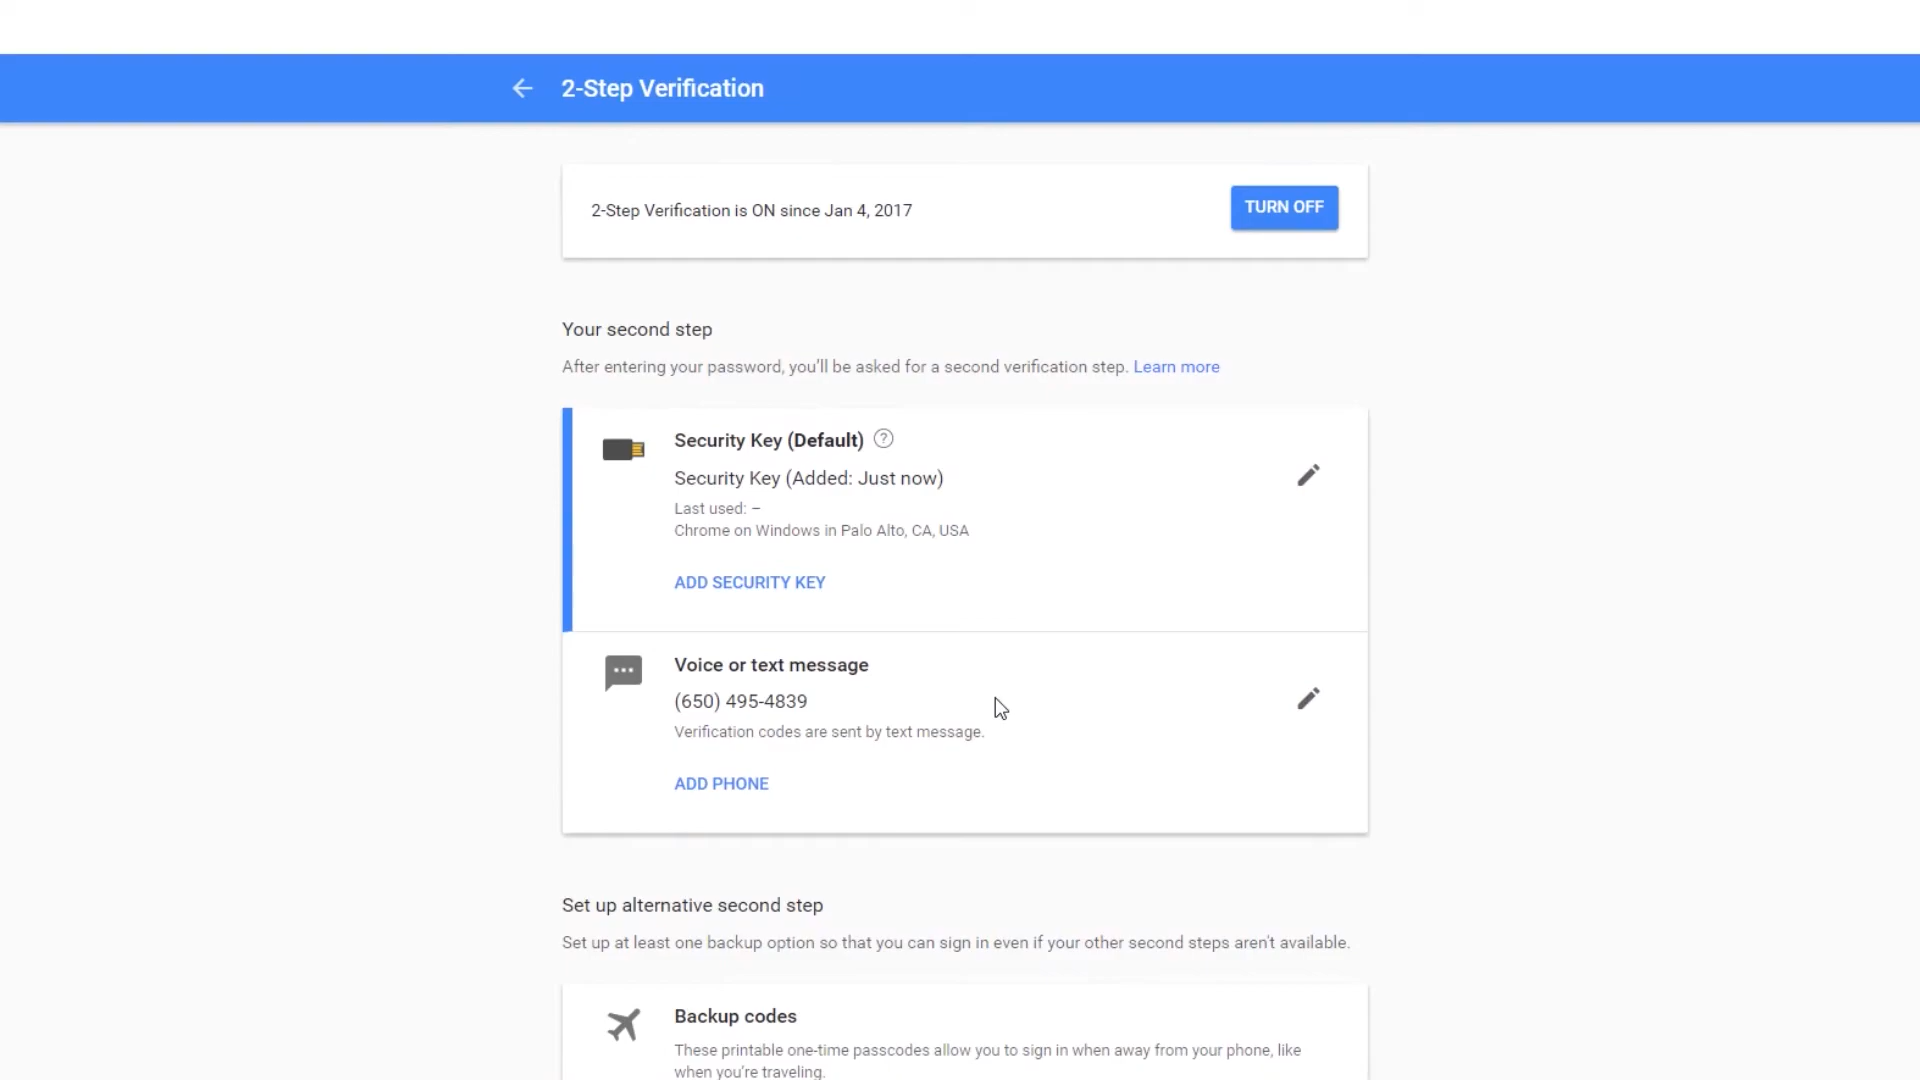 2-Step Verification
2-Step Verification is ON since Jan 4, 2017
TURN OFF
Your second step
After entering your password, you'll be asked for a second verification step. Learn more
Security Key (Default)
Security Key (Added: Just now)
Last used: –
Chrome on Windows in Palo Alto, CA, USA
ADD SECURITY KEY
Voice or text message
(650) 495-4839
Verification codes are sent by text message.
ADD PHONE
Set up alternative second step
Set up at least one backup option so that you can sign in even if your other second steps aren't available.
Backup codes
These printable one-time passcodes allow you to sign in when away from your phone, like
when you're traveling.